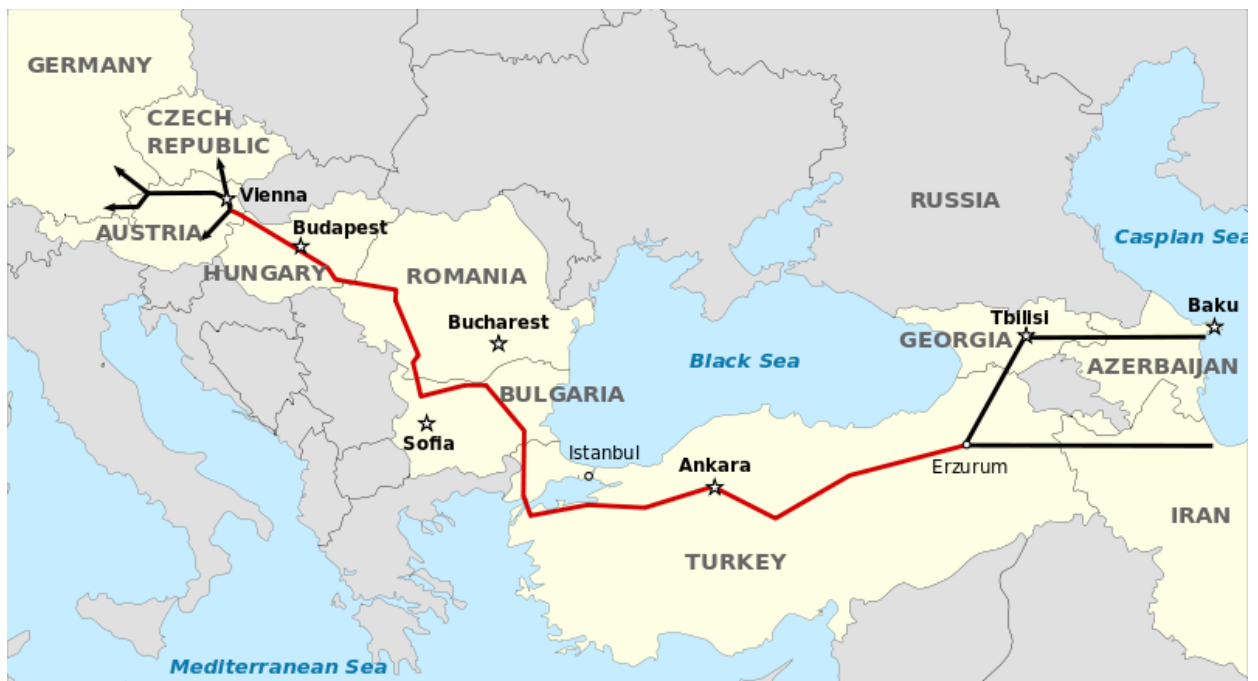 GERMANY
CZECH
REPUBLIC
Vienna
AUSTRIA
Budapest
HUNGARY
ROMANIA
Bucharest
BULGARIA
Sofia
Istanbul
Ankara
TURKEY
Black Sea
RUSSIA
Caspian Sea
Baku
Tbilisi
GEORGIA
AZERBAIJAN
Erzurum
IRAN
Mediterranean Sea